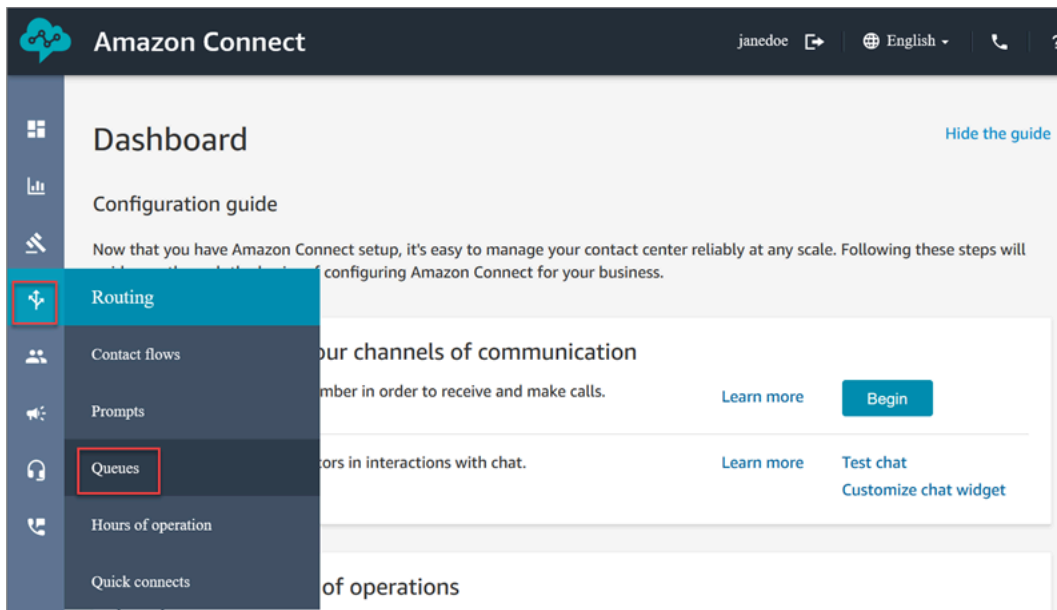 Amazon Connect
janedoe
English
?
Dashboard
Hide the guide
Configuration guide
Now that you have Amazon Connect setup, it's easy to manage your contact center reliably at any scale. Following these steps will
configuring Amazon Connect for your business.
Routing
Contact flows
our channels of communication
Prompts
mber in order to receive and make calls.
Learn more
Begin
Queues
tors in interactions with chat.
Learn more
Test chat
Customize chat widget
Hours of operation
Quick connects
of operations